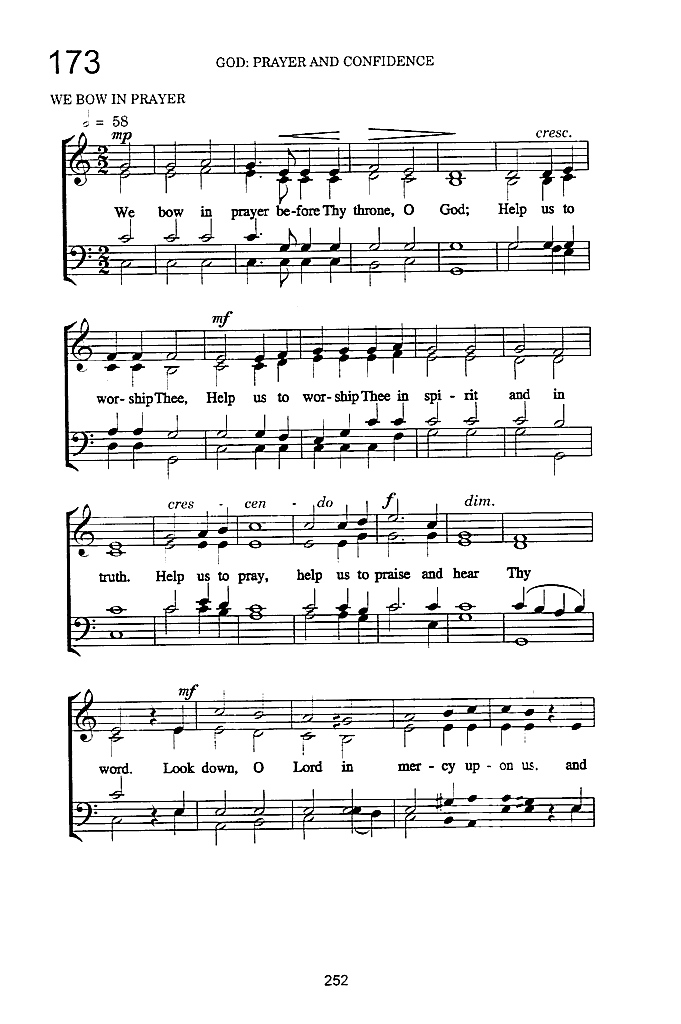 173
GOD: PRAYER AND CONFIDENCE
WE BOW IN PRAYER
= 58
mp cresc.
We bow in prayer be-fore Thy throne, O God; Help us to
mf
wor-ship Thee, Help us to wor-ship Thee in spi - rit and in
cres - cen - do f dim.
truth. Help us to pray, help us to praise and hear Thy
mf
word. Look down, O Lord in mer - cy up - on us. and
252